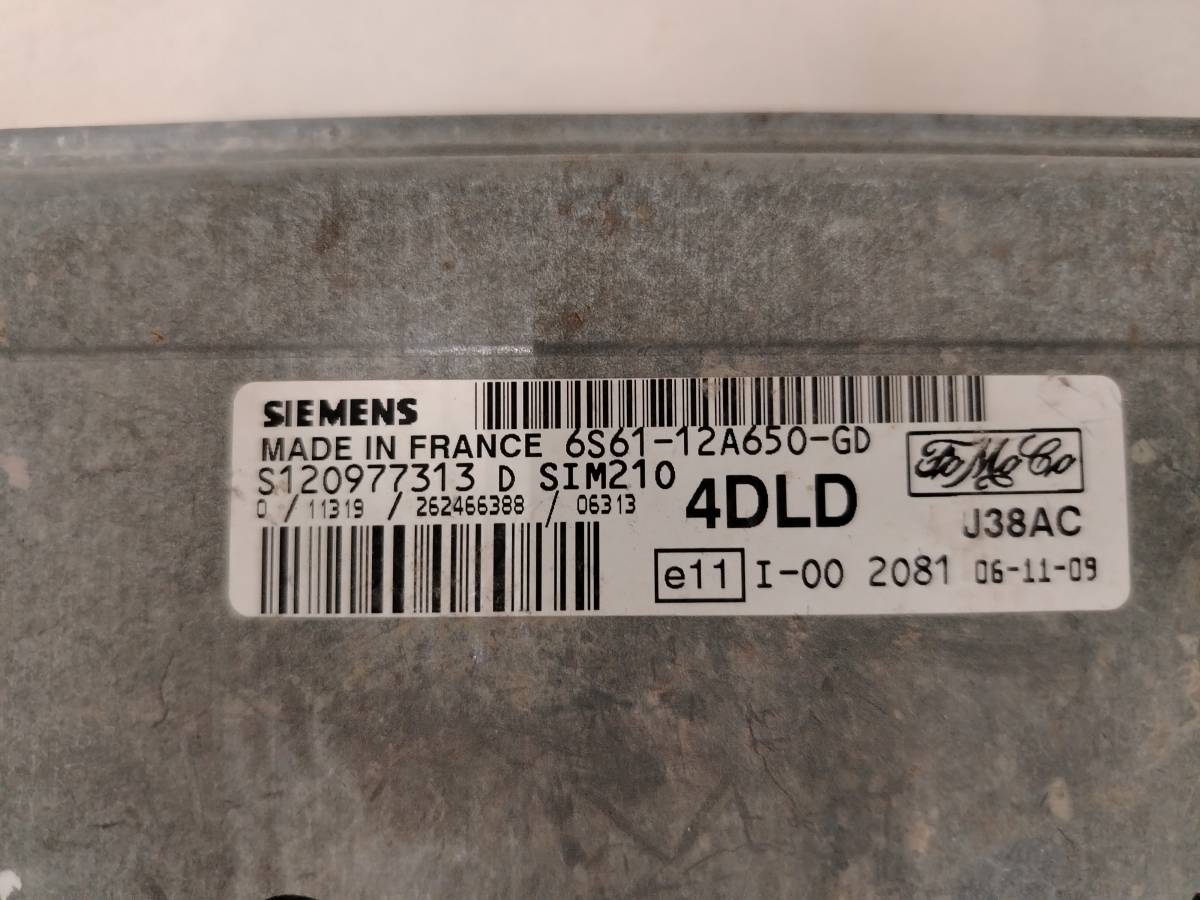 SIEMENS
MADE IN FRANCE 6S61-12A650-GD
S120977313 D SIM210
0 / 11319 / 262466388 / 06313
4DLD
FoMoCo
J38AC
e11 I-00 2081 06-11-09